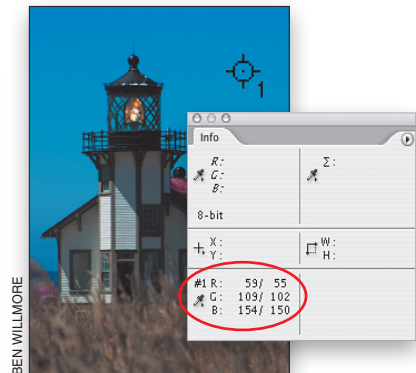 BEN WILLMORE
1
Info
R:
G:
B:
Σ:
8-bit
X:
Y:
W:
H:
#1 R: 59/ 55
G: 109/ 102
B: 154/ 150